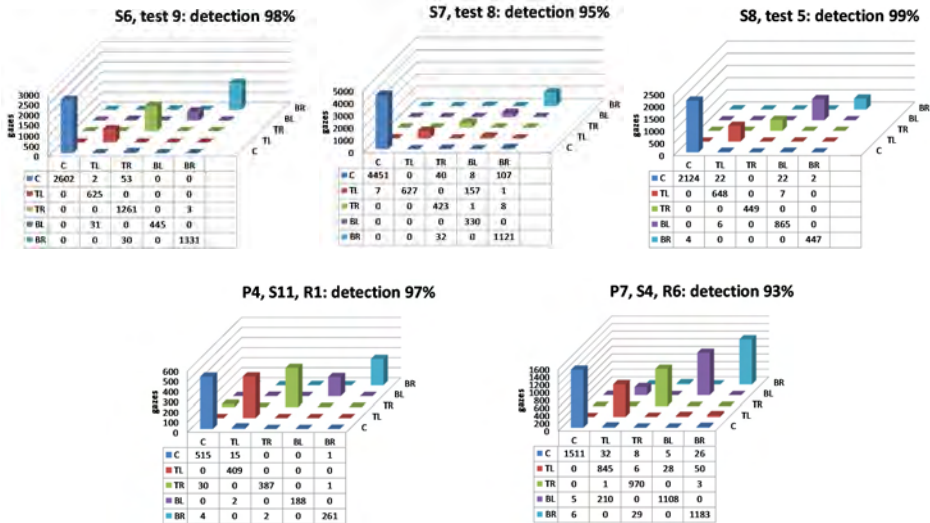 S6, test 9: detection 98%
3000
2500
2000
1500
1000
500
0
gazes
BR
BL
TR
TL
C
C TL TR BL BR
C 2602 2 53 0 0
TL 0 625 0 0 0
TR 0 0 1261 0 3
BL 0 31 0 445 0
BR 0 0 30 0 1331
S7, test 8: detection 95%
5000
4000
3000
2000
1000
0
gazes
BR
BL
TR
TL
C
C TL TR BL BR
C 4451 0 40 8 107
TL 7 627 0 157 1
TR 0 0 423 1 8
BL 0 0 0 330 0
BR 0 0 32 0 1121
S8, test 5: detection 99%
2500
2000
1500
1000
500
0
gazes
BR
BL
TR
TL
C
C TL TR BL BR
C 2124 22 0 22 2
TL 0 648 0 7 0
TR 0 0 449 0 0
BL 0 6 0 865 0
BR 4 0 0 0 447
P4, S11, R1: detection 97%
600
500
400
300
200
100
0
gazes
BR
BL
TR
TL
C
C TL TR BL BR
C 515 15 0 0 1
TL 0 409 0 0 0
TR 30 0 387 0 1
BL 0 2 0 188 0
BR 4 0 2 0 261
P7, S4, R6: detection 93%
1600
1400
1200
1000
800
600
400
200
0
gazes
BR
BL
TR
TL
C
C TL TR BL BR
C 1511 32 8 5 26
TL 0 845 6 28 50
TR 0 1 970 0 3
BL 5 210 0 1108 0
BR 6 0 29 0 1183